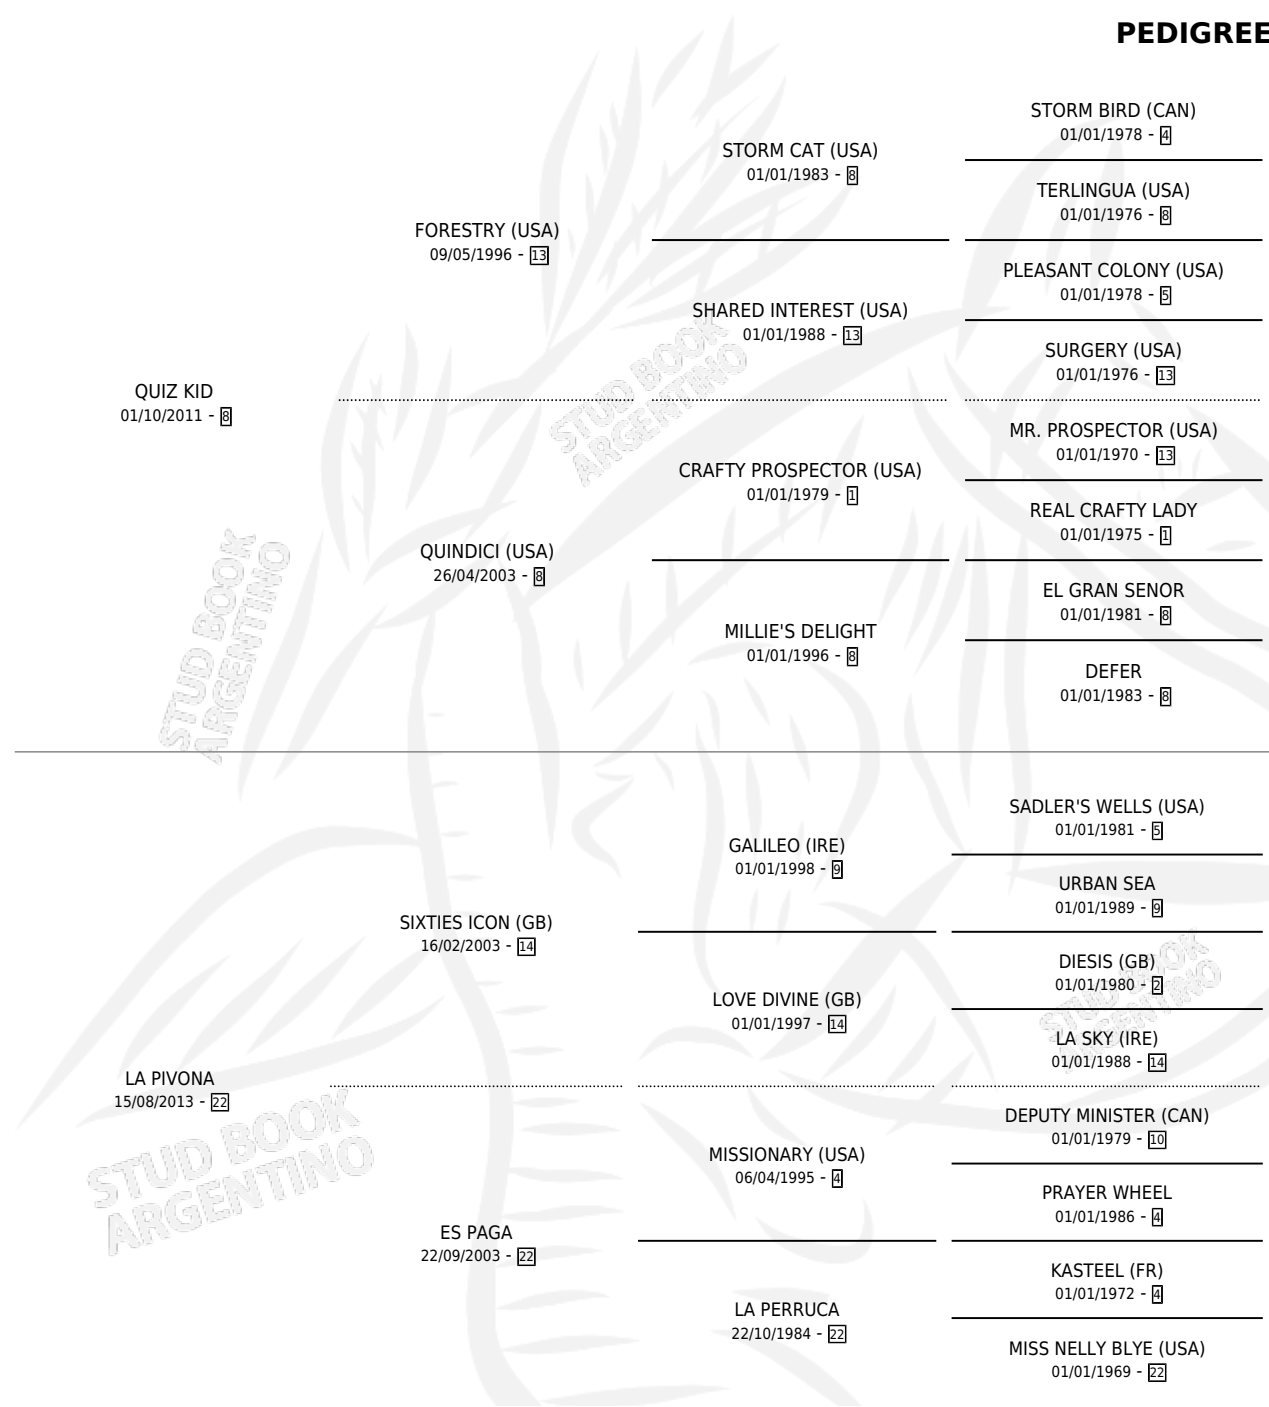 PEDIGREE
STORM BIRD (CAN)
01/01/1978 - 4
STORM CAT (USA)
01/01/1983 - 8
TERLINGUA (USA)
01/01/1976 - 8
FORESTRY (USA)
09/05/1996 - 13
PLEASANT COLONY (USA)
01/01/1978 - 5
SHARED INTEREST (USA)
01/01/1988 - 13
SURGERY (USA)
01/01/1976 - 13
QUIZ KID
01/10/2011 - 8
MR. PROSPECTOR (USA)
01/01/1970 - 13
CRAFTY PROSPECTOR (USA)
01/01/1979 - 1
REAL CRAFTY LADY
01/01/1975 - 1
QUINDICI (USA)
26/04/2003 - 8
EL GRAN SENOR
01/01/1981 - 8
MILLIE'S DELIGHT
01/01/1996 - 8
DEFER
01/01/1983 - 8
SADLER'S WELLS (USA)
01/01/1981 - 5
GALILEO (IRE)
01/01/1998 - 9
URBAN SEA
01/01/1989 - 9
SIXTIES ICON (GB)
16/02/2003 - 14
DIESIS (GB)
01/01/1980 - 2
LOVE DIVINE (GB)
01/01/1997 - 14
LA SKY (IRE)
01/01/1988 - 14
LA PIVONA
15/08/2013 - 22
DEPUTY MINISTER (CAN)
01/01/1979 - 10
MISSIONARY (USA)
06/04/1995 - 4
PRAYER WHEEL
01/01/1986 - 4
ES PAGA
22/09/2003 - 22
KASTEEL (FR)
01/01/1972 - 4
LA PERRUCA
22/10/1984 - 22
MISS NELLY BLYE (USA)
01/01/1969 - 22
STUD BOOK
ARGENTINO
STUD BOOK
ARGENTINO
STUD BOOK
ARGENTINO
STUD BOOK
ARGENTINO